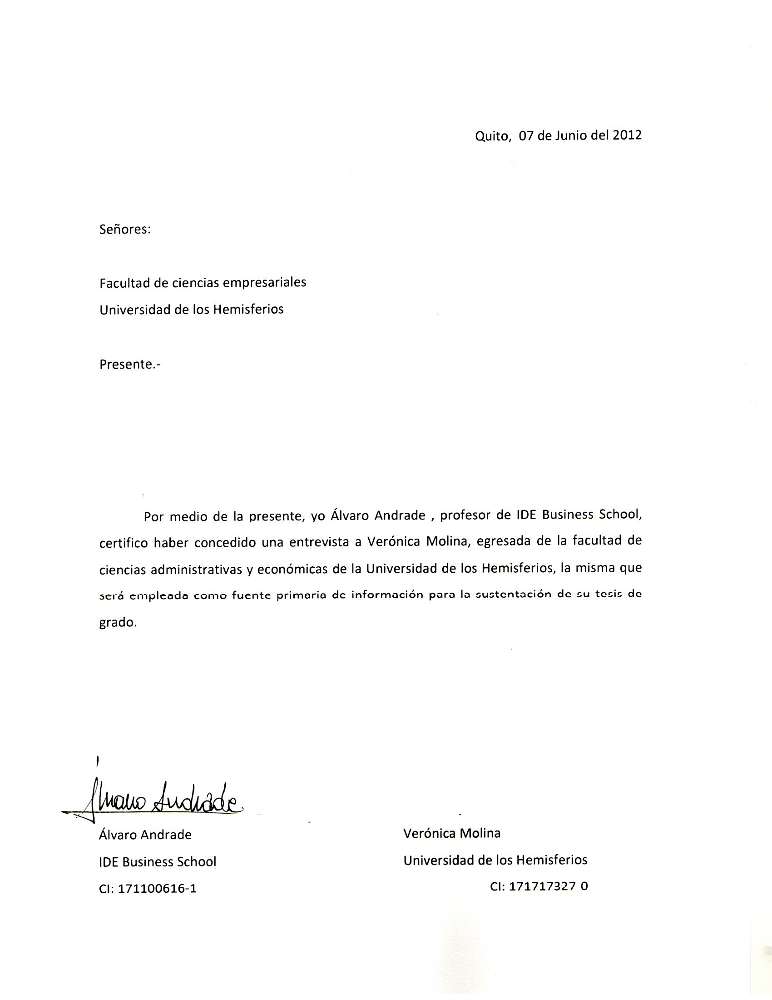 Quito, 07 de Junio del 2012
Señores:
Facultad de ciencias empresariales
Universidad de los Hemisferios
Presente.-
Por medio de la presente, yo Álvaro Andrade , profesor de IDE Business School,
certifico haber concedido una entrevista a Verónica Molina, egresada de la facultad de
ciencias administrativas y económicas de la Universidad de los Hemisferios, la misma que
será empleada como fuente primaria de información para la sustentación de su tesis de
grado.
Álvaro Andrade
Álvaro Andrade
IDE Business School
CI: 171100616-1
Verónica Molina
Universidad de los Hemisferios
CI: 171717327-0